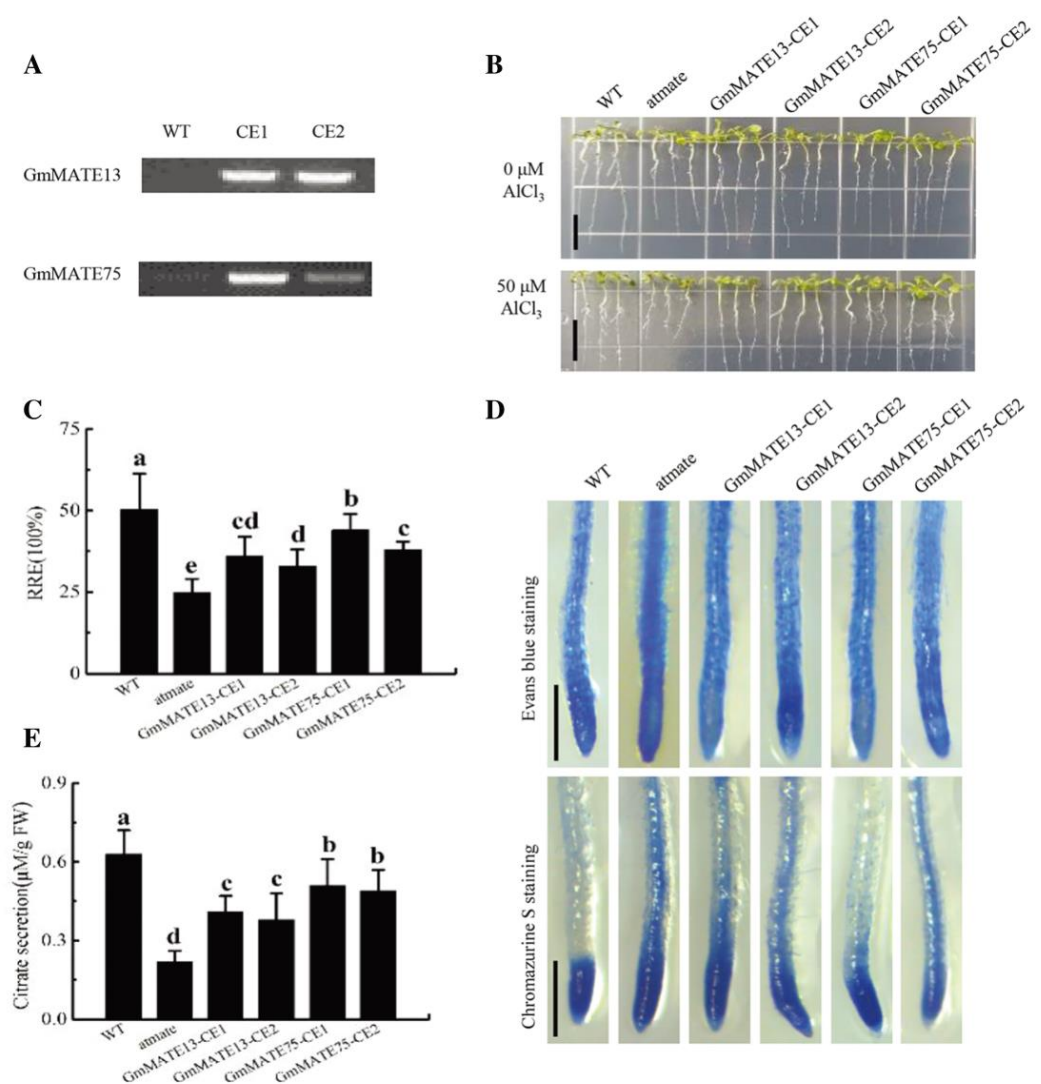 A
WT CE1 CE2
GmMATE13
GmMATE75
B
WT atmate GmMATE13-CE1 GmMATE13-CE2 GmMATE75-CE1 GmMATE75-CE2
0 μM
AlCl3
50 μM
AlCl3
C
75
50
25
0
RRE(100%)
a e cd d b c
WT atmate GmMATE13-CE1 GmMATE13-CE2 GmMATE75-CE1 GmMATE75-CE2
D
WT atmate GmMATE13-CE1 GmMATE13-CE2 GmMATE75-CE1 GmMATE75-CE2
Evans blue staining
Chromazurine S staining
E
0.9
0.6
0.3
0.0
Citrate secretion(μM/g FW)
a d c c b b
WT atmate GmMATE13-CE1 GmMATE13-CE2 GmMATE75-CE1 GmMATE75-CE2